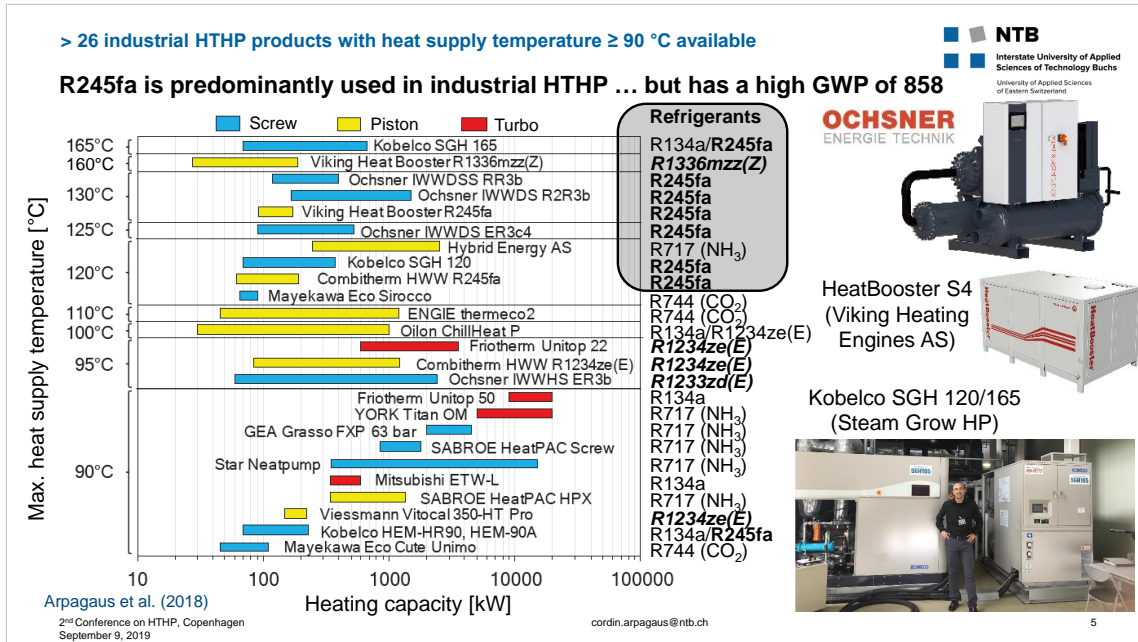 > 26 industrial HTHP products with heat supply temperature ≥ 90 °C available
NTB
Interstate University of Applied
Sciences of Technology Buchs
University of Applied Sciences
of Eastern Switzerland
R245fa is predominantly used in industrial HTHP ... but has a high GWP of 858
Screw Piston Turbo
Refrigerants
OCHSNER
ENERGIE TECHNIK
Max. heat supply temperature [°C]
165°C Kobelco SGH 165 R134a/R245fa
160°C Viking Heat Booster R1336mzz(Z) R1336mzz(Z)
Ochsner IWWDSS RR3b R245fa
130°C Ochsner IWWDS R2R3b R245fa
Viking Heat Booster R245fa R245fa
125°C Ochsner IWWDS ER3c4 R245fa
Hybrid Energy AS R717 (NH₃)
120°C Kobelco SGH 120 R245fa
Combitherm HWW R245fa R245fa
Mayekawa Eco Sirocco R744 (CO₂)
110°C ENGIE thermeco2 R744 (CO₂)
100°C Oilon ChillHeat P R134a/R1234ze(E)
Friotherm Unitop 22 R1234ze(E)
95°C Combitherm HWW R1234ze(E) R1234ze(E)
Ochsner IWWHS ER3b R1233zd(E)
Friotherm Unitop 50 R134a
YORK Titan OM R717 (NH₃)
GEA Grasso FXP 63 bar R717 (NH₃)
SABROE HeatPAC Screw R717 (NH₃)
90°C Star Neatpump R717 (NH₃)
Mitsubishi ETW-L R134a
SABROE HeatPAC HPX R717 (NH₃)
Viessmann Vitocal 350-HT Pro R1234ze(E)
Kobelco HEM-HR90, HEM-90A R134a/R245fa
Mayekawa Eco Cute Unimo R744 (CO₂)
10 100 1000 10000 100000
Heating capacity [kW]
HeatBooster S4
(Viking Heating
Engines AS)
HeatBooster
HeatBooster
Kobelco SGH 120/165
(Steam Grow HP)
SGH165
SGH165
Arpagaus et al. (2018)
2nd Conference on HTHP, Copenhagen
September 9, 2019
cordin.arpagaus@ntb.ch
5